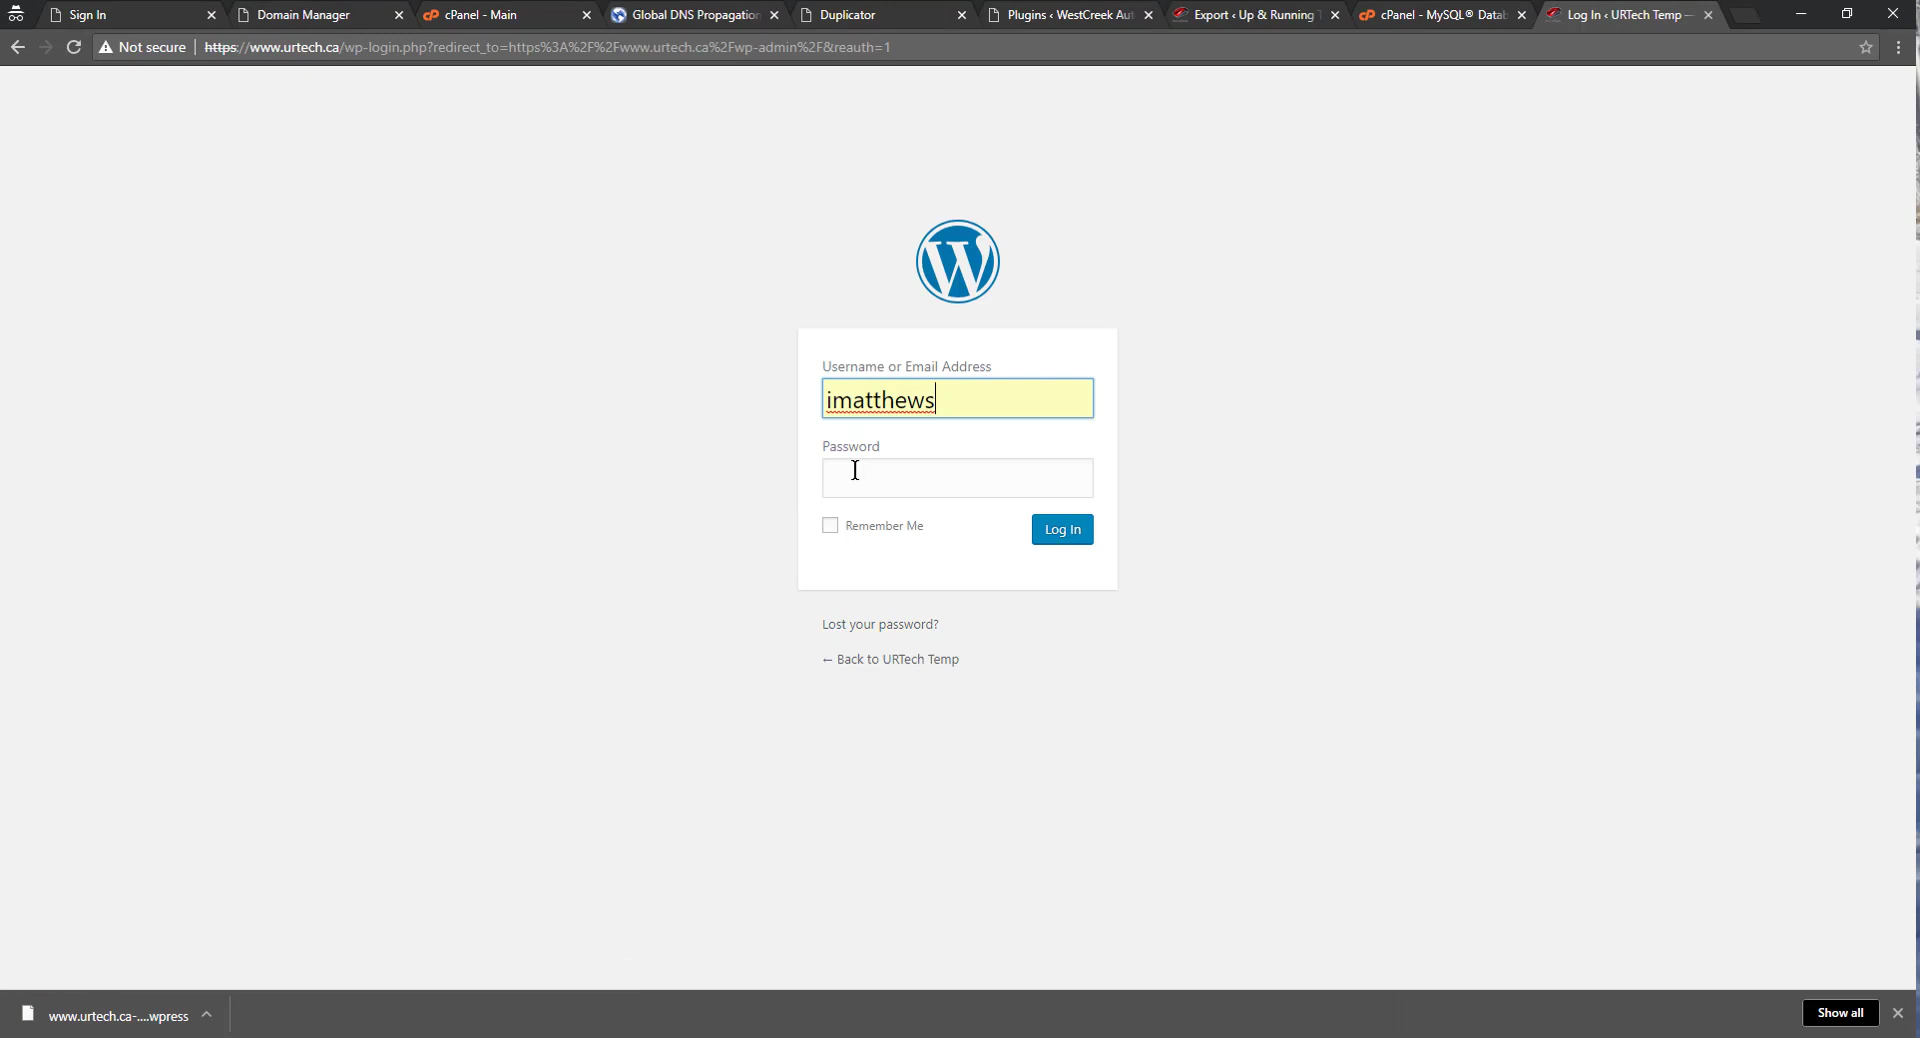 Sign In
Domain Manager
cPanel - Main
Global DNS Propagation
Duplicator
Plugins ‹ WestCreek Aut
Export ‹ Up & Running T
cPanel - MySQL® Datab
Log In ‹ URTech Temp —
Not secure
https://www.urtech.ca/wp-login.php?redirect_to=https%3A%2F%2Fwww.urtech.ca%2Fwp-admin%2F&reauth=1
Username or Email Address
imatthews
Password
Remember Me
Log In
Lost your password?
← Back to URTech Temp
www.urtech.ca-....wpress
Show all